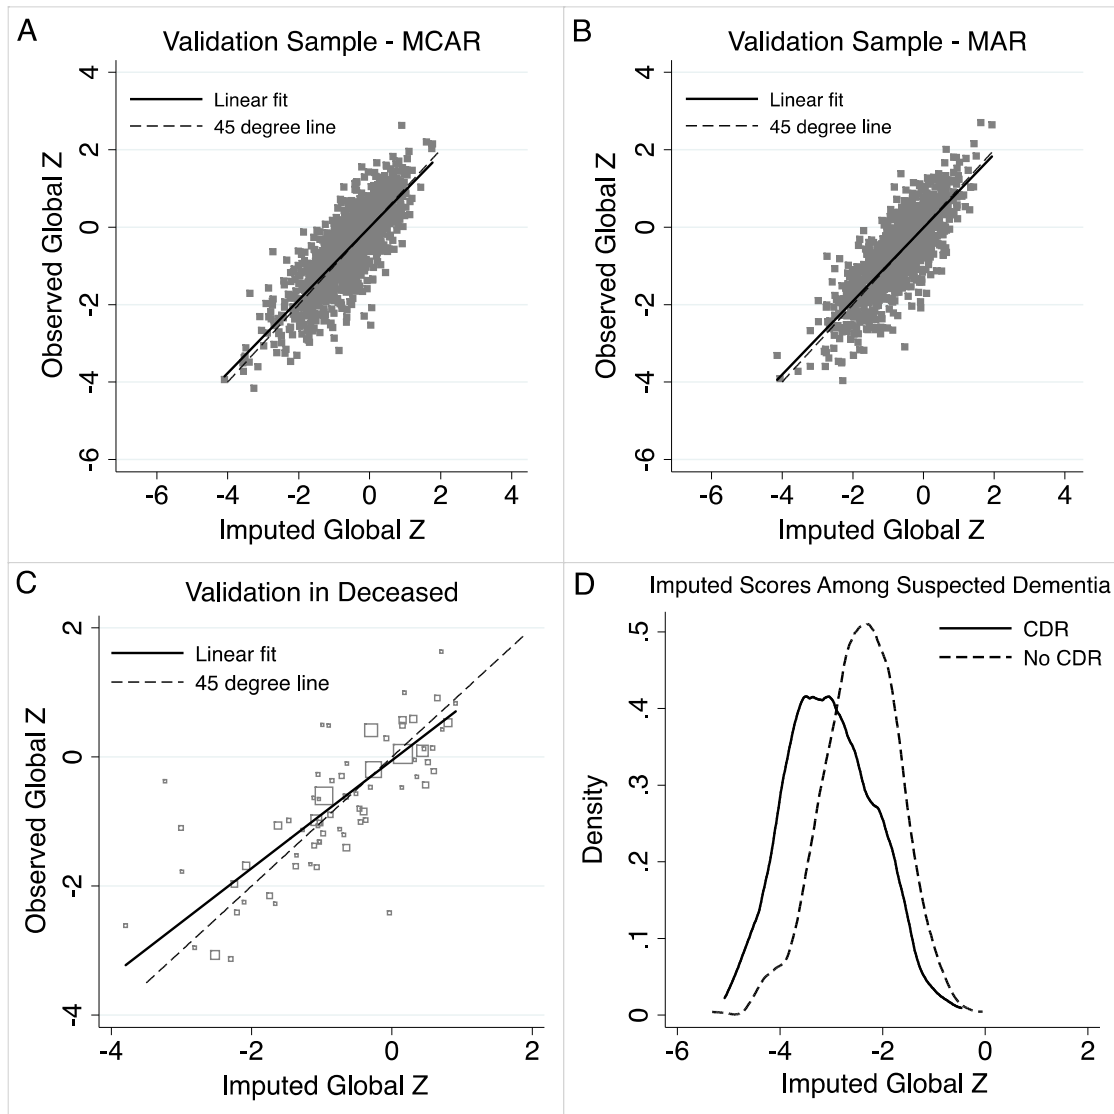 A
Validation Sample - MCAR
Linear fit
45 degree line
Observed Global Z
4
2
0
-2
-4
-6
-6 -4 -2 0 2 4
Imputed Global Z
B
Validation Sample - MAR
Linear fit
45 degree line
Observed Global Z
4
2
0
-2
-4
-6
-6 -4 -2 0 2 4
Imputed Global Z
C
Validation in Deceased
Linear fit
45 degree line
Observed Global Z
2
0
-2
-4
-4 -2 0 2
Imputed Global Z
D
Imputed Scores Among Suspected Dementia
CDR
No CDR
Density
.5
.4
.3
.2
.1
0
-6 -4 -2 0 2
Imputed Global Z